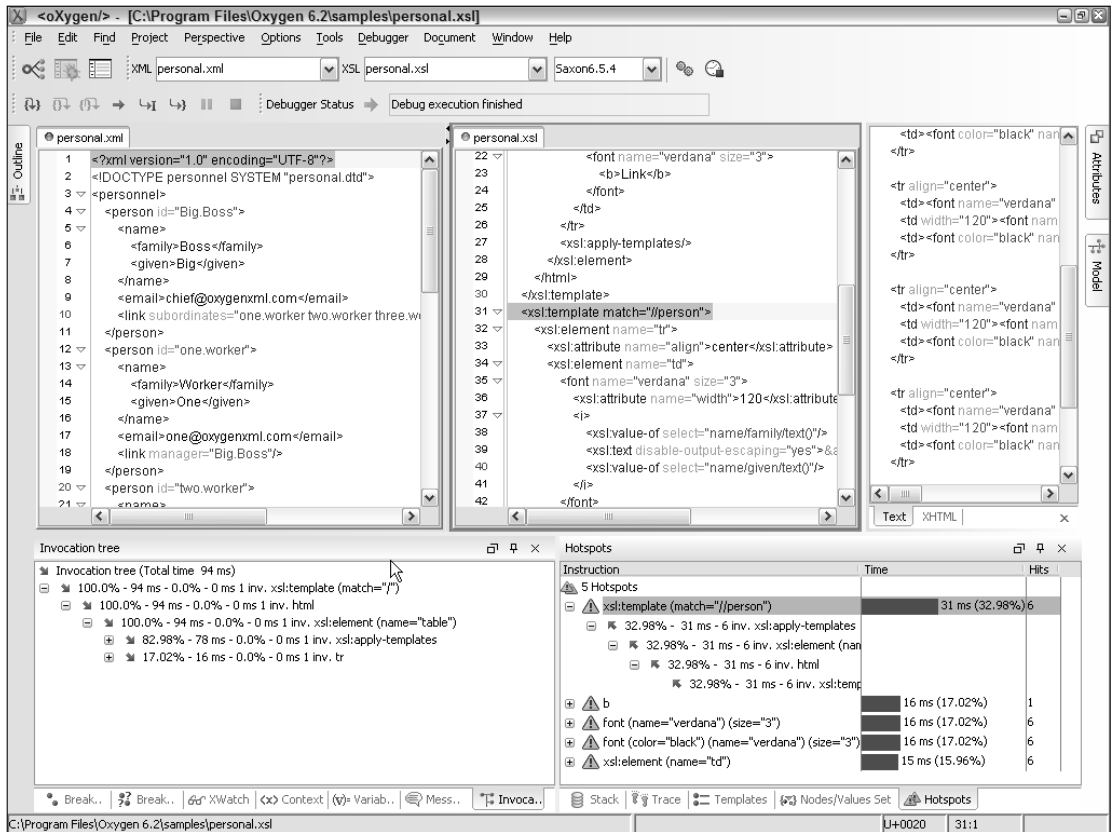 <oXygen/> - [C:\Program Files\Oxygen 6.2\samples\personal.xsl]
File Edit Find Project Perspective Options Tools Debugger Document Window Help
XML personal.xml XSL personal.xsl Saxon6.5.4
Debugger Status Debug execution finished
Outline
personal.xml
1 <?xml version="1.0" encoding="UTF-8"?>
2 <!DOCTYPE personnel SYSTEM "personal.dtd">
3 <personnel>
4 <person id="Big.Boss">
5 <name>
6 <family>Boss</family>
7 <given>Big</given>
8 </name>
9 <email>chief@oxygenxml.com</email>
10 <link subordinates="one.worker two.worker three.wo
11 </person>
12 <person id="one.worker">
13 <name>
14 <family>Worker</family>
15 <given>One</given>
16 </name>
17 <email>one@oxygenxml.com</email>
18 <link manager="Big.Boss"/>
19 </person>
20 <person id="two.worker">
21 <name>
personal.xsl
22 <font name="verdana" size="3">
23 <b>Link</b>
24 </font>
25 </td>
26 </tr>
27 <xsl:apply-templates/>
28 </xsl:element>
29 </html>
30 </xsl:template>
31 <xsl:template match="//person">
32 <xsl:element name="tr">
33 <xsl:attribute name="align">center</xsl:attribute>
34 <xsl:element name="td">
35 <font name="verdana" size="3">
36 <xsl:attribute name="width">120</xsl:attribute
37 <i>
38 <xsl:value-of select="name/family/text()"/>
39 <xsl:text disable-output-escaping="yes">&a
40 <xsl:value-of select="name/given/text()"/>
41 </i>
42 </font>
<td><font color="black" nan
</tr>
<tr align="center">
<td><font name="verdana"
<td width="120"><font nam
<td><font color="black" nan
</tr>
<tr align="center">
<td><font name="verdana"
<td width="120"><font nam
<td><font color="black" nan
</tr>
<tr align="center">
<td><font name="verdana"
<td width="120"><font nam
<td><font color="black" nan
</tr>
Text XHTML
Attributes
Model
Invocation tree
Invocation tree (Total time 94 ms)
100.0% - 94 ms - 0.0% - 0 ms 1 inv. xsl:template (match="/")
100.0% - 94 ms - 0.0% - 0 ms 1 inv. html
100.0% - 94 ms - 0.0% - 0 ms 1 inv. xsl:element (name="table")
82.98% - 78 ms - 0.0% - 0 ms 1 inv. xsl:apply-templates
17.02% - 16 ms - 0.0% - 0 ms 1 inv. tr
Break.. Break.. XWatch Context Variab.. Mess.. Invoca..
Hotspots
Instruction Time Hits
5 Hotspots
xsl:template (match="//person") 31 ms (32.98%) 6
32.98% - 31 ms - 6 inv. xsl:apply-templates
32.98% - 31 ms - 6 inv. xsl:element (nan
32.98% - 31 ms - 6 inv. html
32.98% - 31 ms - 6 inv. xsl:temp
b 16 ms (17.02%) 1
font (name="verdana") (size="3") 16 ms (17.02%) 6
font (color="black") (name="verdana") (size="3") 16 ms (17.02%) 6
xsl:element (name="td") 15 ms (15.96%) 6
Stack Trace Templates Nodes/Values Set Hotspots
C:\Program Files\Oxygen 6.2\samples\personal.xsl U+0020 31:1